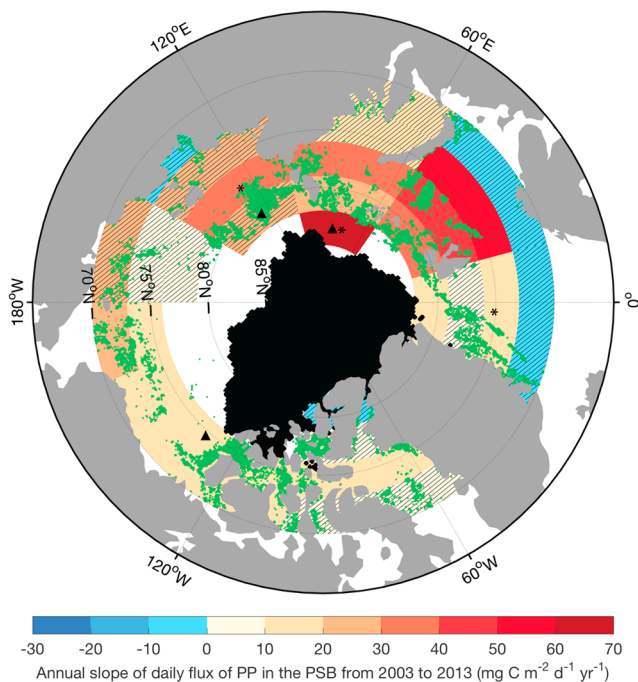 120°E
60°E
180°W
70°N
75°N
80°N
85°N
0°
120°W
60°W
-30 -20 -10 0 10 20 30 40 50 60 70
Annual slope of daily flux of PP in the PSB from 2003 to 2013 (mg C m⁻² d⁻¹ yr⁻¹)